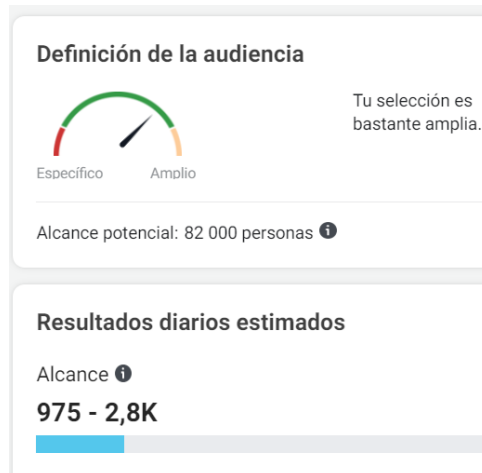 Definición de la audiencia
Tu selección es
bastante amplia.
Específico Amplio
Alcance potencial: 82 000 personas
Resultados diarios estimados
Alcance
975 - 2,8K